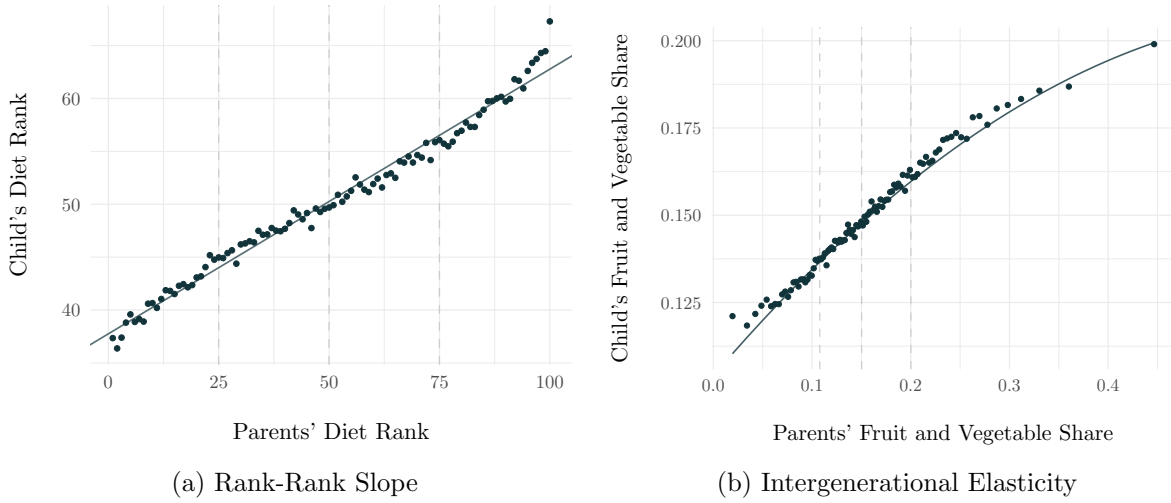 Child's Diet Rank
60
50
40
0 25 50 75 100
Parents' Diet Rank
(a) Rank-Rank Slope
Child's Fruit and Vegetable Share
0.200
0.175
0.150
0.125
0.0 0.1 0.2 0.3 0.4
Parents' Fruit and Vegetable Share
(b) Intergenerational Elasticity